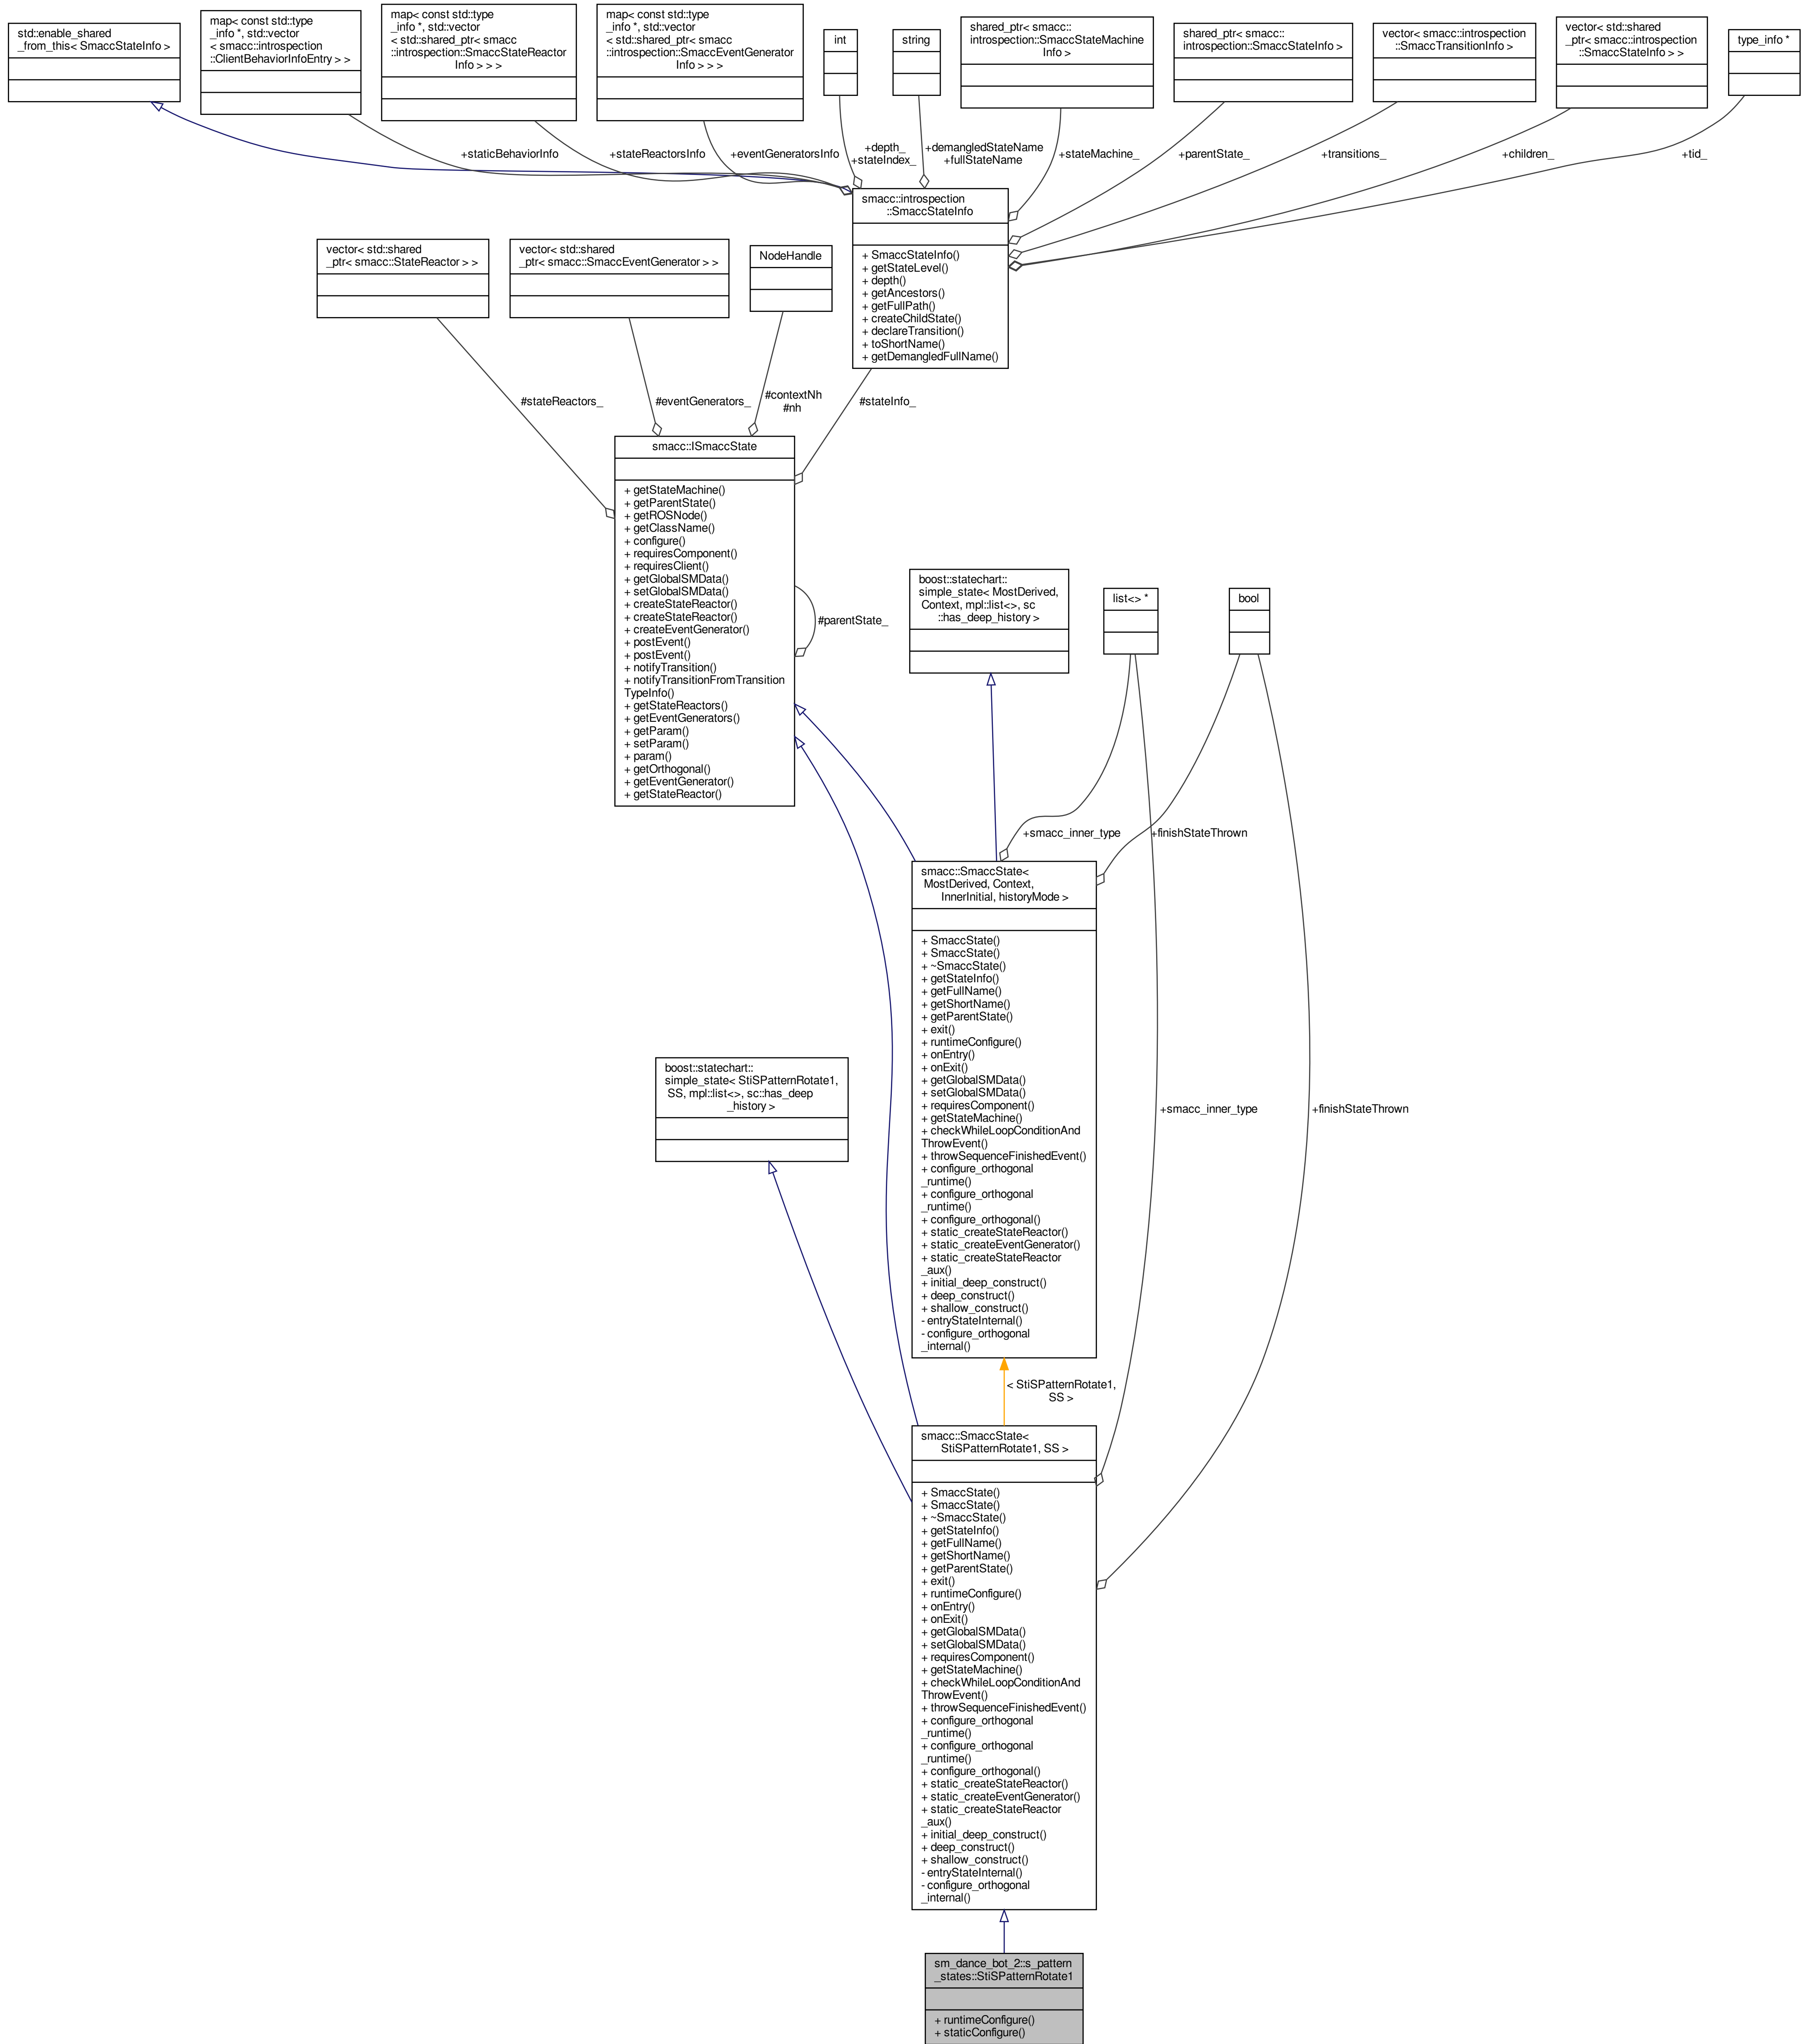 std::enable_shared
_from_this< SmaccStateInfo >
map< const std::type
_info *, std::vector
< smacc::introspection
::ClientBehaviorInfoEntry > >
map< const std::type
_info *, std::vector
< std::shared_ptr< smacc
::introspection::SmaccStateReactor
Info > > >
map< const std::type
_info *, std::vector
< std::shared_ptr< smacc
::introspection::SmaccEventGenerator
Info > > >
int
string
shared_ptr< smacc::
introspection::SmaccStateMachine
Info >
shared_ptr< smacc::
introspection::SmaccStateInfo >
vector< smacc::introspection
::SmaccTransitionInfo >
vector< std::shared
_ptr< smacc::introspection
::SmaccStateInfo > >
type_info *
+staticBehaviorInfo
+stateReactorsInfo
+eventGeneratorsInfo
+depth_
+stateIndex_
+demangledStateName
+fullStateName
+stateMachine_
+parentState_
+transitions_
+children_
+tid_
smacc::introspection
::SmaccStateInfo
+ SmaccStateInfo()
+ getStateLevel()
+ depth()
+ getAncestors()
+ getFullPath()
+ createChildState()
+ declareTransition()
+ toShortName()
+ getDemangledFullName()
vector< std::shared
_ptr< smacc::StateReactor > >
vector< std::shared
_ptr< smacc::SmaccEventGenerator > >
NodeHandle
#stateReactors_
#eventGenerators_
#contextNh
#nh
#stateInfo_
smacc::ISmaccState
+ getStateMachine()
+ getParentState()
+ getROSNode()
+ getClassName()
+ configure()
+ requiresComponent()
+ requiresClient()
+ getGlobalSMData()
+ setGlobalSMData()
+ createStateReactor()
+ createStateReactor()
+ createEventGenerator()
+ postEvent()
+ postEvent()
+ notifyTransition()
+ notifyTransitionFromTransition
TypeInfo()
+ getStateReactors()
+ getEventGenerators()
+ getParam()
+ setParam()
+ param()
+ getOrthogonal()
+ getEventGenerator()
+ getStateReactor()
#parentState_
boost::statechart::
simple_state< MostDerived,
Context, mpl::list<>, sc
::has_deep_history >
list<> *
bool
+smacc_inner_type
+finishStateThrown
smacc::SmaccState<
MostDerived, Context,
InnerInitial, historyMode >
+ SmaccState()
+ SmaccState()
+ ~SmaccState()
+ getStateInfo()
+ getFullName()
+ getShortName()
+ getParentState()
+ exit()
+ runtimeConfigure()
+ onEntry()
+ onExit()
+ getGlobalSMData()
+ setGlobalSMData()
+ requiresComponent()
+ getStateMachine()
+ checkWhileLoopConditionAnd
ThrowEvent()
+ throwSequenceFinishedEvent()
+ configure_orthogonal
_runtime()
+ configure_orthogonal
_runtime()
+ configure_orthogonal()
+ static_createStateReactor()
+ static_createEventGenerator()
+ static_createStateReactor
_aux()
+ initial_deep_construct()
+ deep_construct()
+ shallow_construct()
- entryStateInternal()
- configure_orthogonal
_internal()
boost::statechart::
simple_state< StiSPatternRotate1,
SS, mpl::list<>, sc::has_deep
_history >
+smacc_inner_type
+finishStateThrown
< StiSPatternRotate1,
SS >
smacc::SmaccState<
StiSPatternRotate1, SS >
+ SmaccState()
+ SmaccState()
+ ~SmaccState()
+ getStateInfo()
+ getFullName()
+ getShortName()
+ getParentState()
+ exit()
+ runtimeConfigure()
+ onEntry()
+ onExit()
+ getGlobalSMData()
+ setGlobalSMData()
+ requiresComponent()
+ getStateMachine()
+ checkWhileLoopConditionAnd
ThrowEvent()
+ throwSequenceFinishedEvent()
+ configure_orthogonal
_runtime()
+ configure_orthogonal
_runtime()
+ configure_orthogonal()
+ static_createStateReactor()
+ static_createEventGenerator()
+ static_createStateReactor
_aux()
+ initial_deep_construct()
+ deep_construct()
+ shallow_construct()
- entryStateInternal()
- configure_orthogonal
_internal()
sm_dance_bot_2::s_pattern
_states::StiSPatternRotate1
+ runtimeConfigure()
+ staticConfigure()